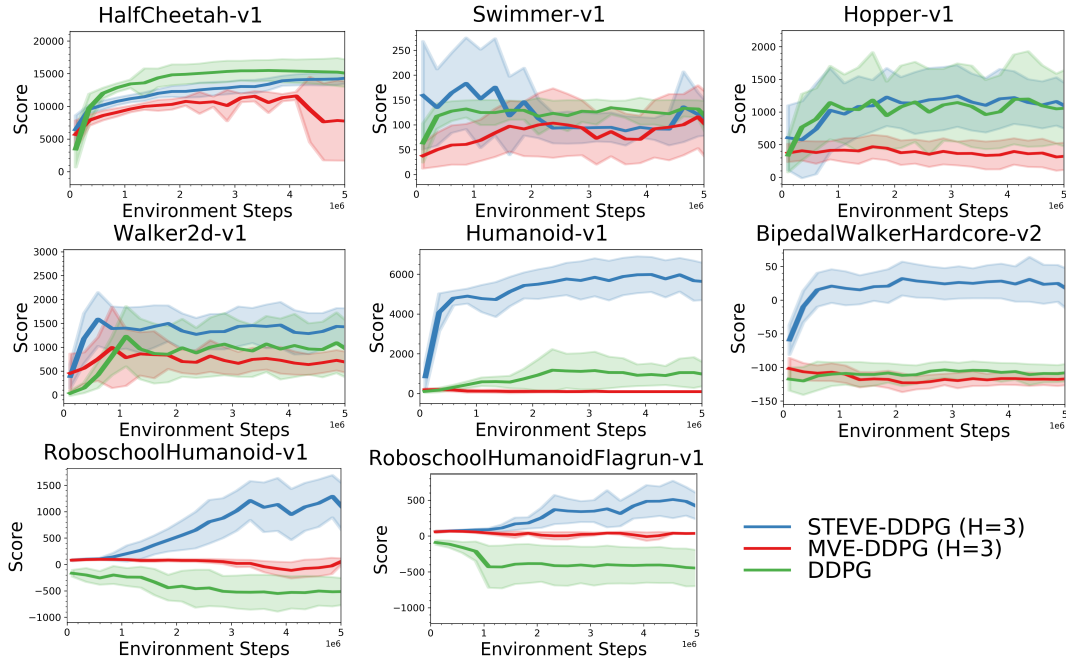 HalfCheetah-v1
Score
20000
15000
10000
5000
0
0 1 2 3 4 5
1e6
Environment Steps
Swimmer-v1
Score
250
200
150
100
50
0
0 1 2 3 4 5
1e6
Environment Steps
Hopper-v1
Score
2000
1500
1000
500
0
0 1 2 3 4 5
1e6
Environment Steps
Walker2d-v1
Score
3000
2500
2000
1500
1000
500
0
0 1 2 3 4 5
1e6
Environment Steps
Humanoid-v1
Score
6000
4000
2000
0
0 1 2 3 4 5
1e6
Environment Steps
BipedalWalkerHardcore-v2
Score
50
0
−50
−100
−150
0 1 2 3 4 5
1e6
Environment Steps
RoboschoolHumanoid-v1
Score
1500
1000
500
0
−500
−1000
0 1 2 3 4 5
1e6
Environment Steps
RoboschoolHumanoidFlagrun-v1
Score
500
0
−500
−1000
0 1 2 3 4 5
1e6
Environment Steps
STEVE-DDPG (H=3)
MVE-DDPG (H=3)
DDPG